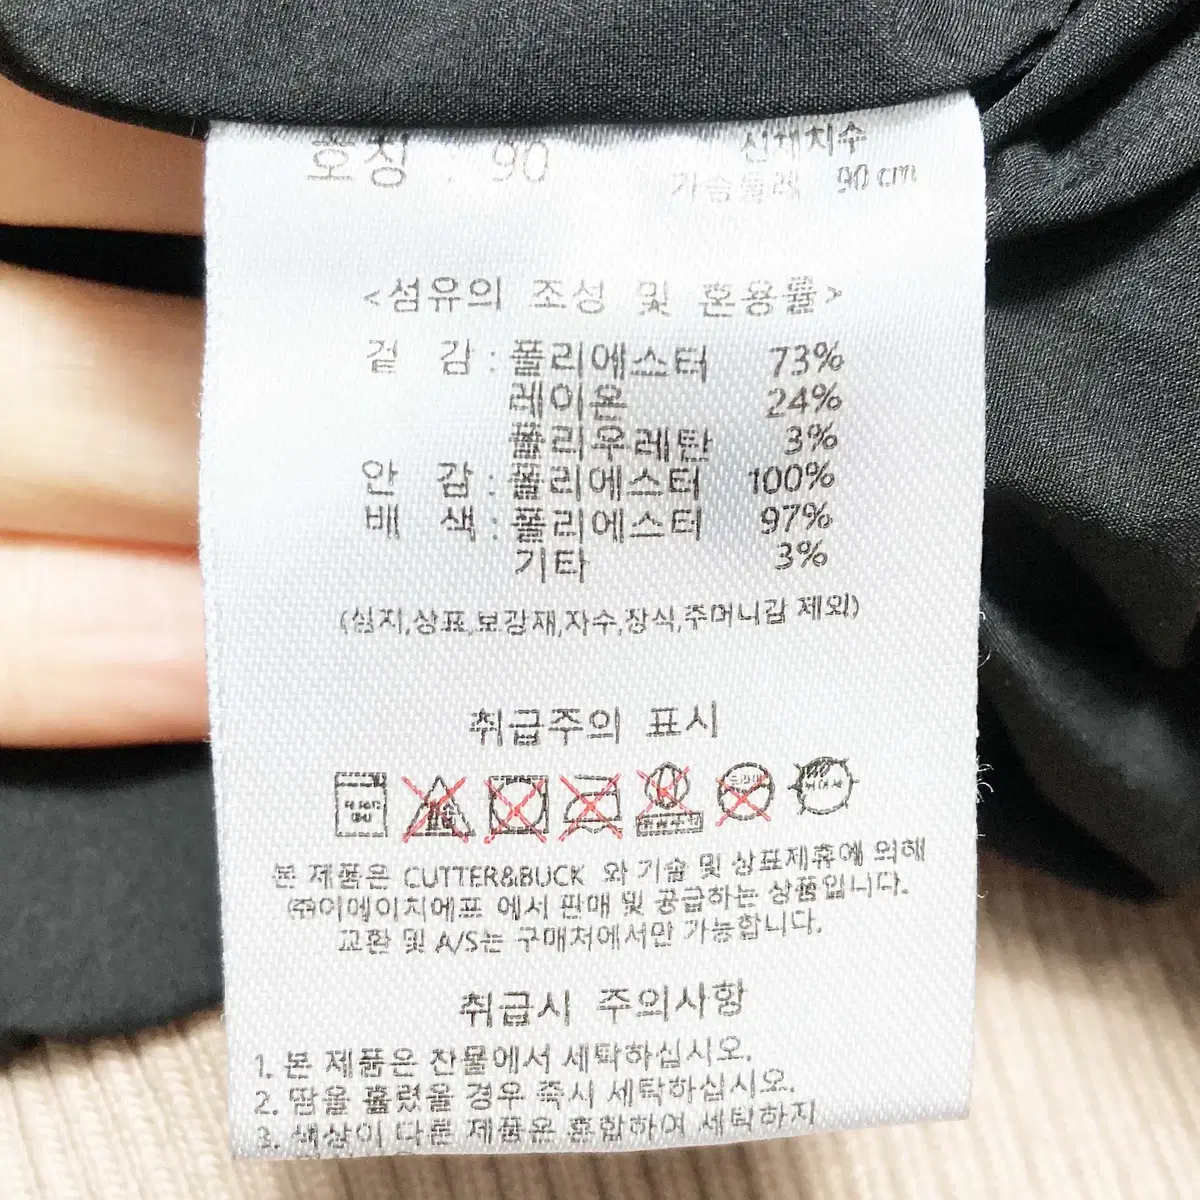 호칭 : 90
신체치수
가슴둘레 90 cm
<섬유의 조성 및 혼용률>
겉 감 : 폴리에스터 73%
레이온 24%
폴리우레탄 3%
안 감 : 폴리에스터 100%
배 색 : 폴리에스터 97%
기타 3%
(심지,상표,보강재,자수,장식,주머니감 제외)
취급주의 표시
드라이
본 제품은 CUTTER&BUCK 와 기술 및 상표제휴에 의해
㈜이에이치에프 에서 판매 및 공급하는 상품입니다.
교환 및 A/S는 구매처에서만 가능합니다.
취급시 주의사항
1. 본 제품은 찬물에서 세탁하십시오.
2. 땀을 흘렸을 경우 즉시 세탁하십시오.
3. 색상이 다른 제품은 혼합하여 세탁하지